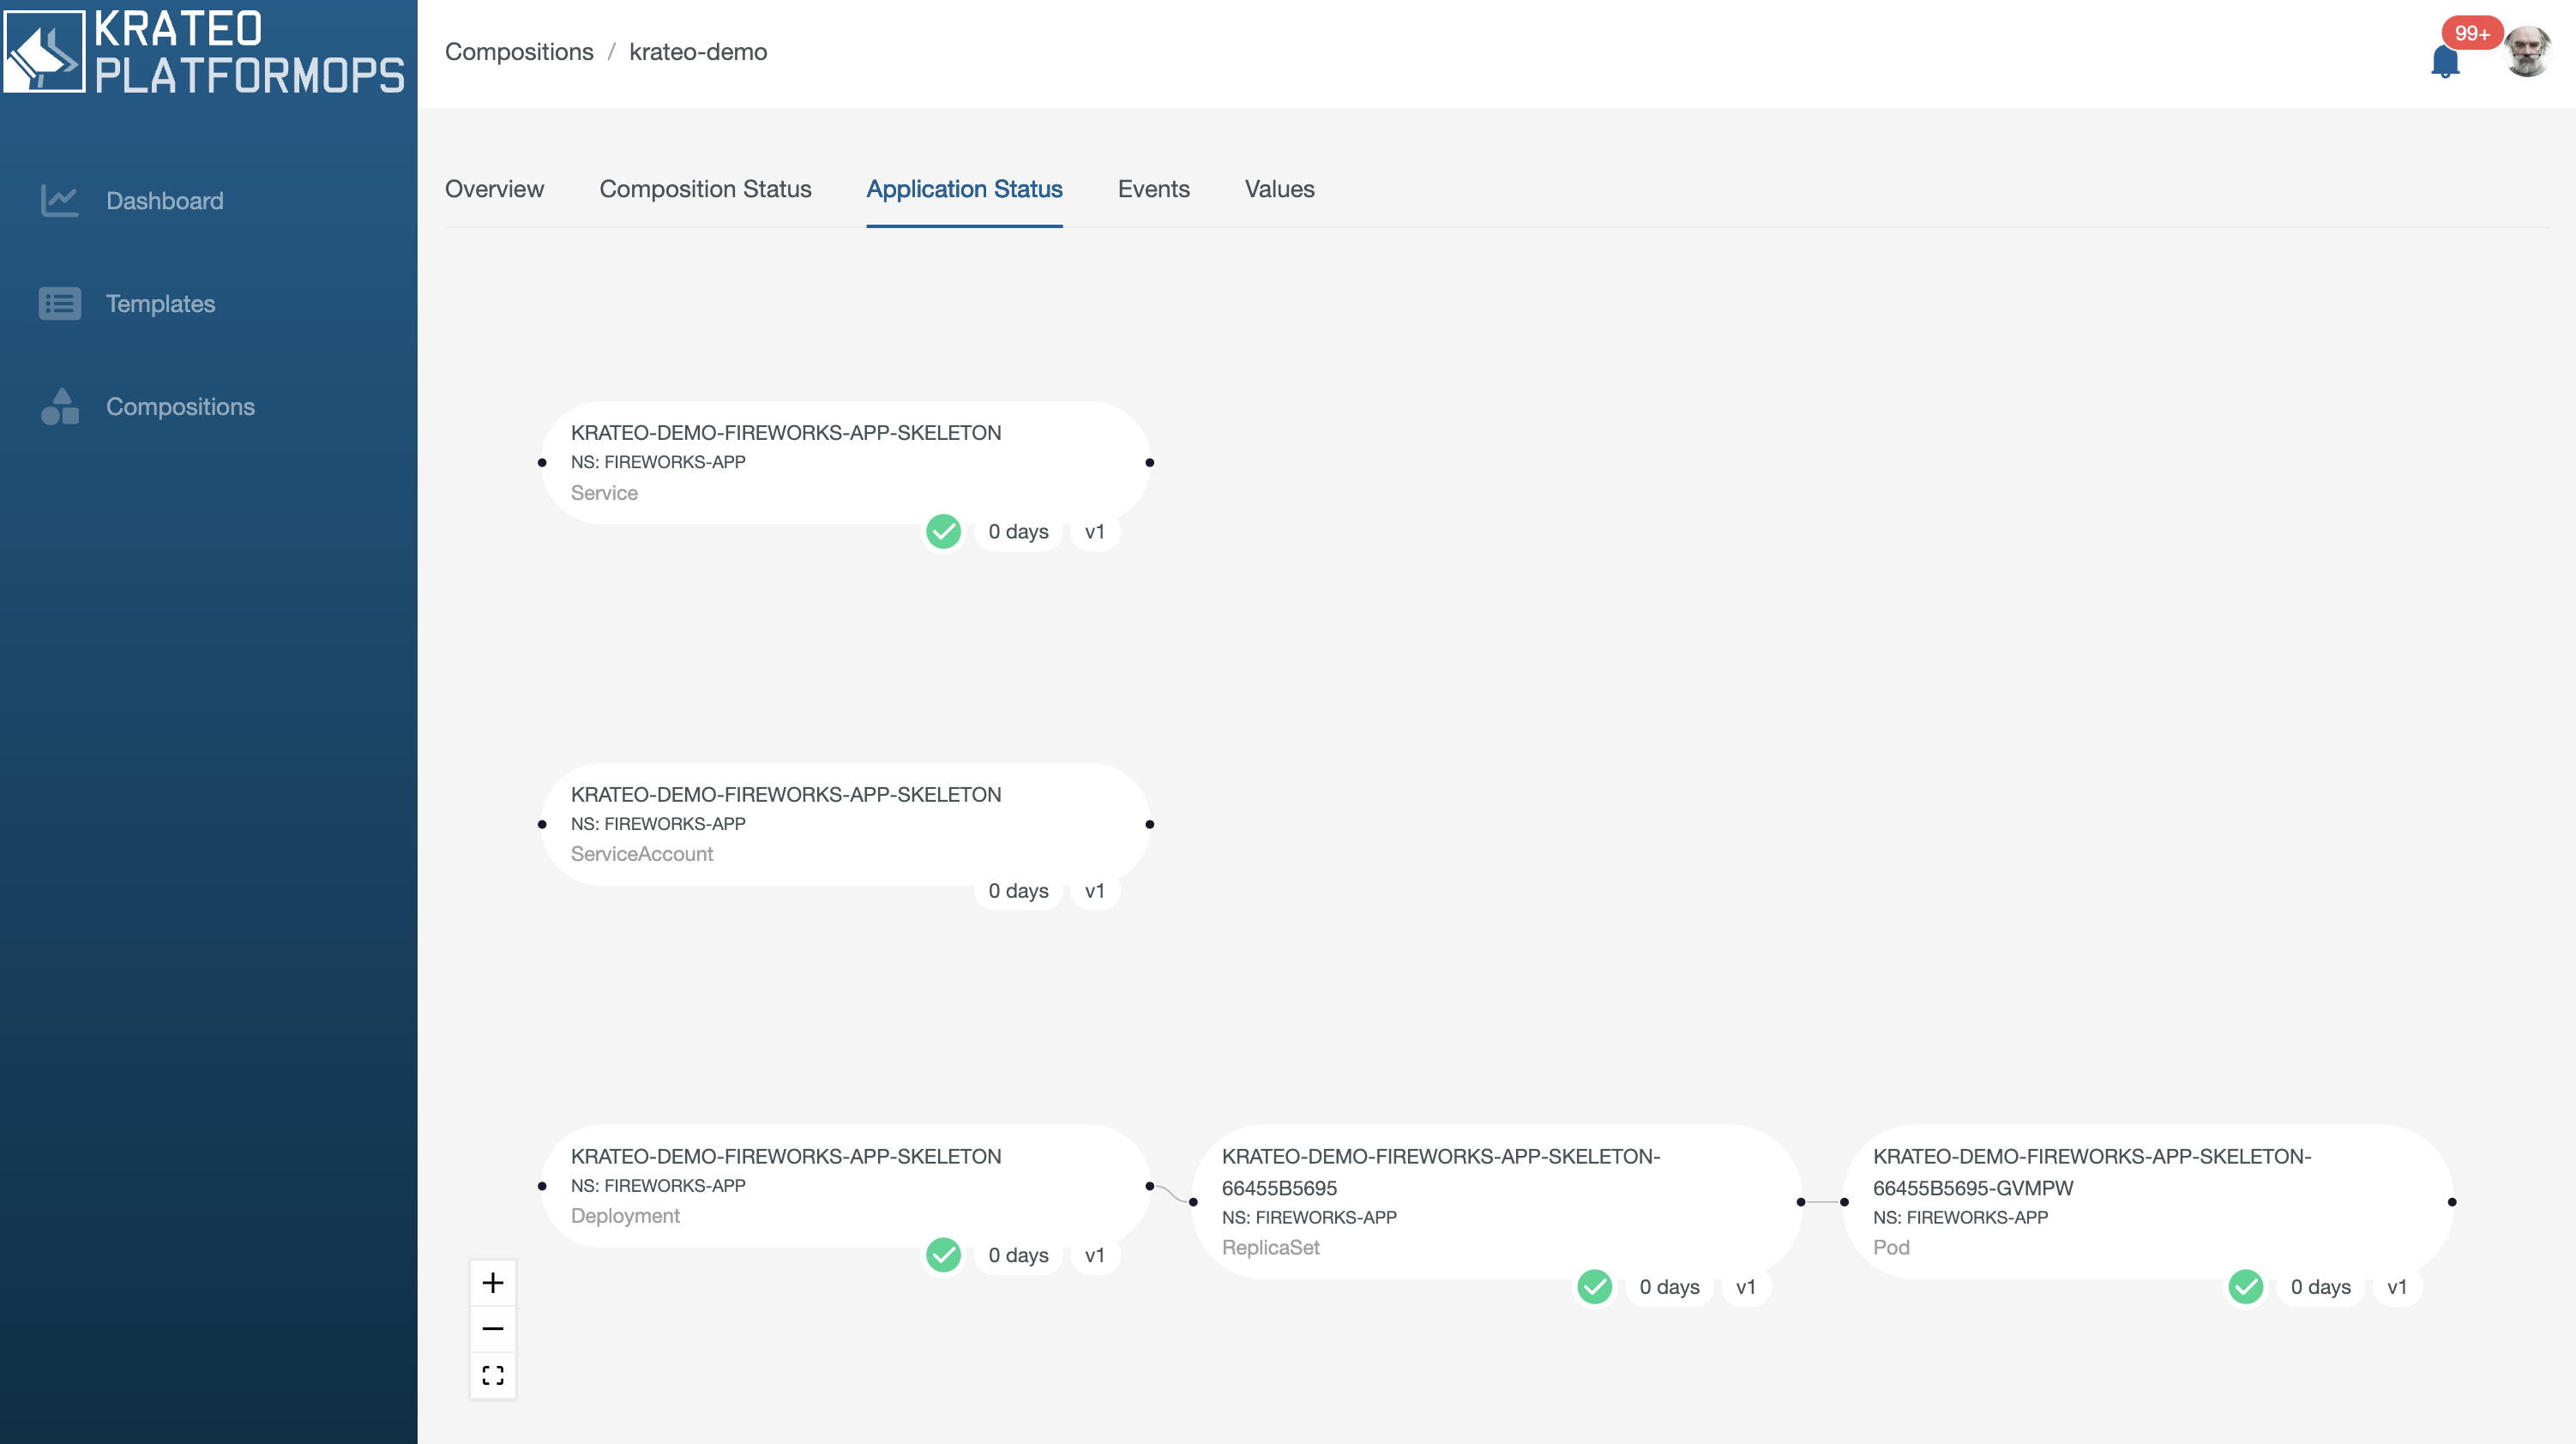 KRATEO
PLATFORMOPS
Compositions / krateo-demo
99+
Dashboard
Templates
Compositions
Overview
Composition Status
Application Status
Events
Values
KRATEO-DEMO-FIREWORKS-APP-SKELETON
NS: FIREWORKS-APP
Service
0 days
v1
KRATEO-DEMO-FIREWORKS-APP-SKELETON
NS: FIREWORKS-APP
ServiceAccount
0 days
v1
KRATEO-DEMO-FIREWORKS-APP-SKELETON
NS: FIREWORKS-APP
Deployment
0 days
v1
KRATEO-DEMO-FIREWORKS-APP-SKELETON-
66455B5695
NS: FIREWORKS-APP
ReplicaSet
0 days
v1
KRATEO-DEMO-FIREWORKS-APP-SKELETON-
66455B5695-GVMPW
NS: FIREWORKS-APP
Pod
0 days
v1